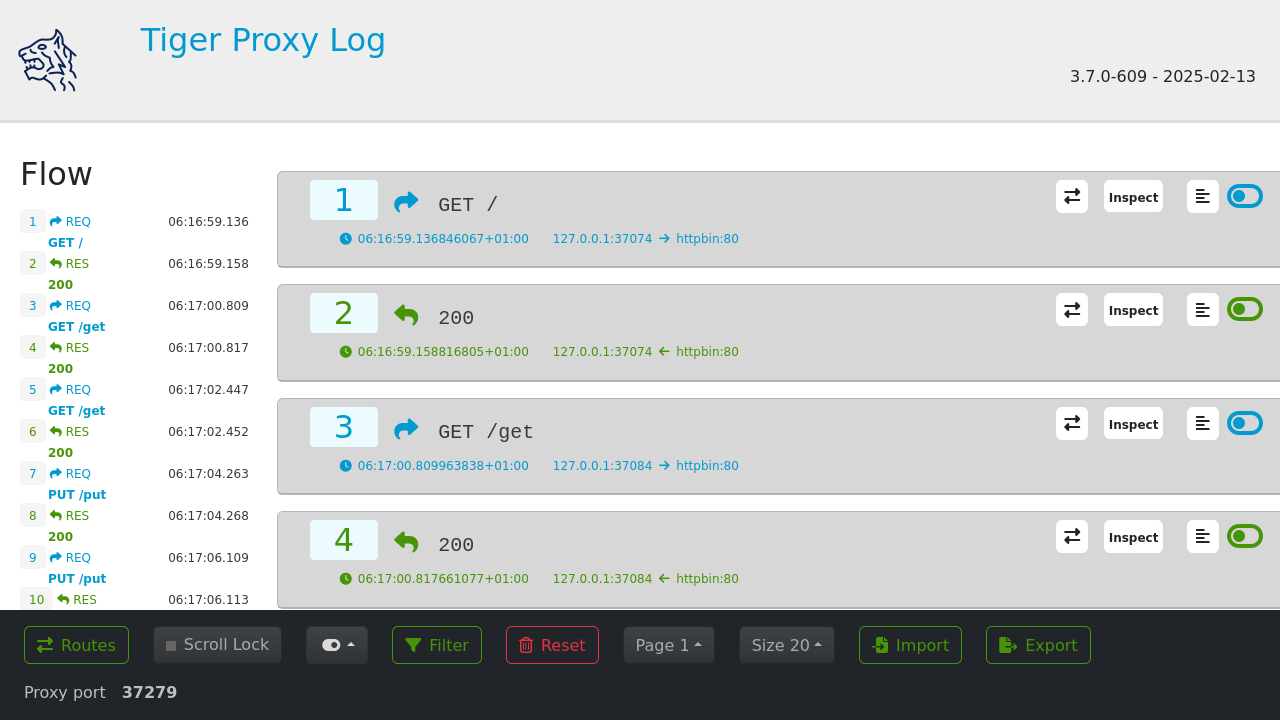 Tiger Proxy Log
3.7.0-609 - 2025-02-13
Flow
1 REQ 06:16:59.136
GET /
2 RES 06:16:59.158
200
3 REQ 06:17:00.809
GET /get
4 RES 06:17:00.817
200
5 REQ 06:17:02.447
GET /get
6 RES 06:17:02.452
200
7 REQ 06:17:04.263
PUT /put
8 RES 06:17:04.268
200
9 REQ 06:17:06.109
PUT /put
10 RES 06:17:06.113
1 GET / Inspect
06:16:59.136846067+01:00 127.0.0.1:37074 → httpbin:80
2 200 Inspect
06:16:59.158816805+01:00 127.0.0.1:37074 ← httpbin:80
3 GET /get Inspect
06:17:00.809963838+01:00 127.0.0.1:37084 → httpbin:80
4 200 Inspect
06:17:00.817661077+01:00 127.0.0.1:37084 ← httpbin:80
Routes Scroll Lock Filter Reset Page 1 Size 20 Import Export
Proxy port 37279